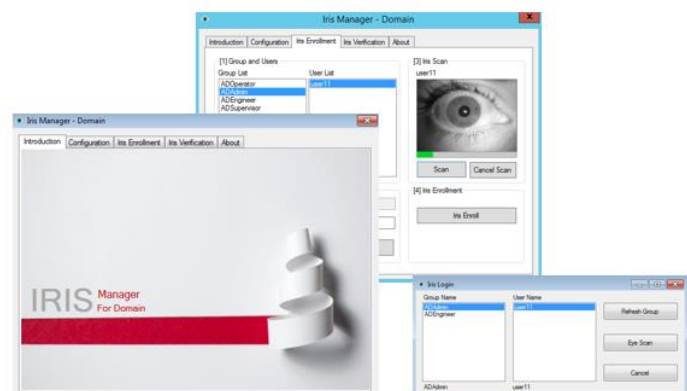 Iris Manager - Domain
Introduction Configuration Iris Enrollment Iris Verification About
[1] Group and Users
Group List User List
ADOperator
ADAdmin
ADEngineer
ADSupervisor
user11
[3] Iris Scan
user11
Scan Cancel Scan
[4] Iris Enrollment
Iris Enroll
Iris Manager - Domain
Introduction Configuration Iris Enrollment Iris Verification About
IRIS Manager
For Domain
Iris Login
Group Name User Name
ADAdmin
ADEngineer
user11
Refresh Group
Eye Scan
Cancel
ADAdmin user11